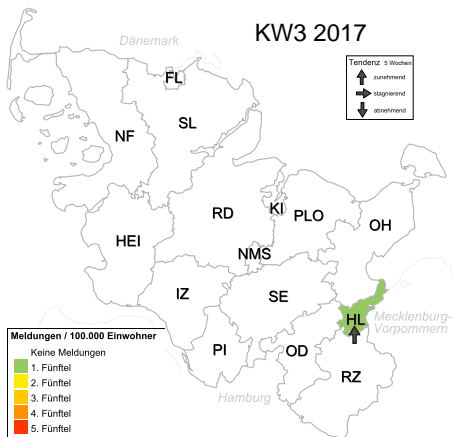 KW3 2017
Dänemark
Tendenz 5 Wochen
zunehmend
stagnierend
abnehmend
FL
SL
NF
RD
KI
PLO
OH
HEI
NMS
IZ
SE
HL
Mecklenburg-
Vorpommern
PI
OD
RZ
Hamburg
Meldungen / 100.000 Einwohner
Keine Meldungen
1. Fünftel
2. Fünftel
3. Fünftel
4. Fünftel
5. Fünftel